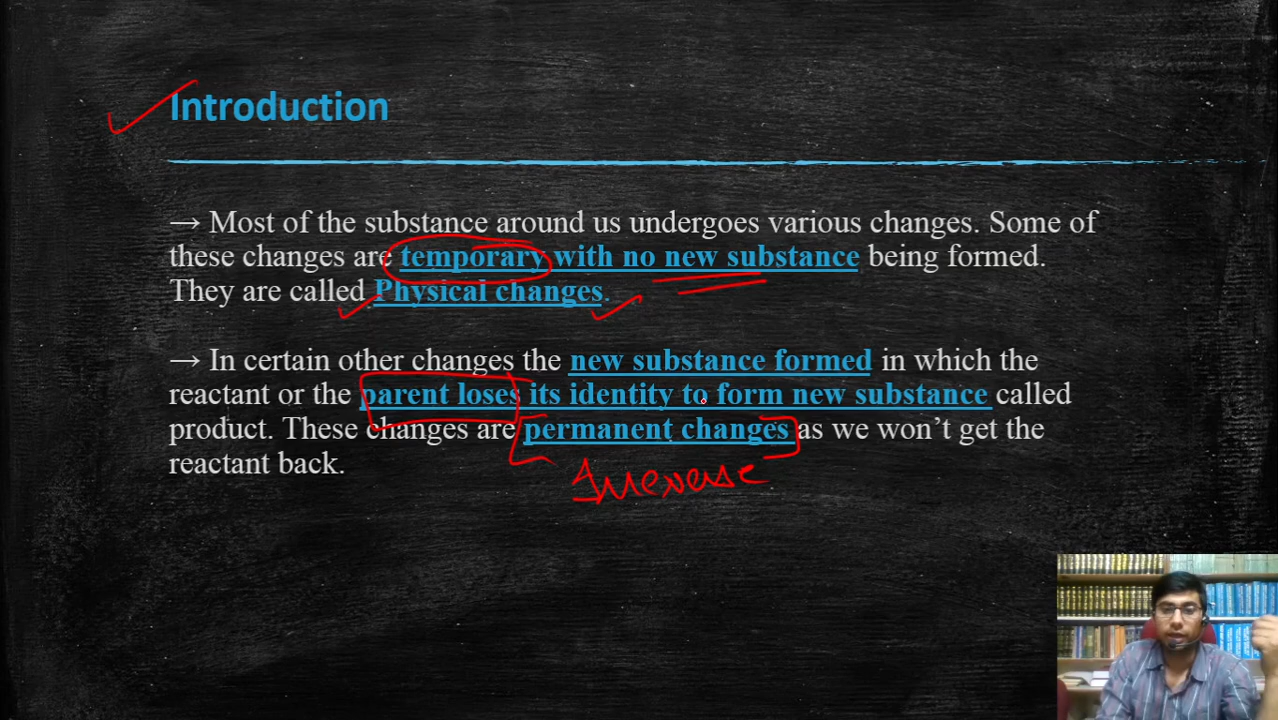 Introduction
→ Most of the substance around us undergoes various changes. Some of
these changes are temporary with no new substance being formed.
They are called Physical changes.
→ In certain other changes the new substance formed in which the
reactant or the parent loses its identity to form new substance called
product. These changes are permanent changes as we won’t get the
reactant back.